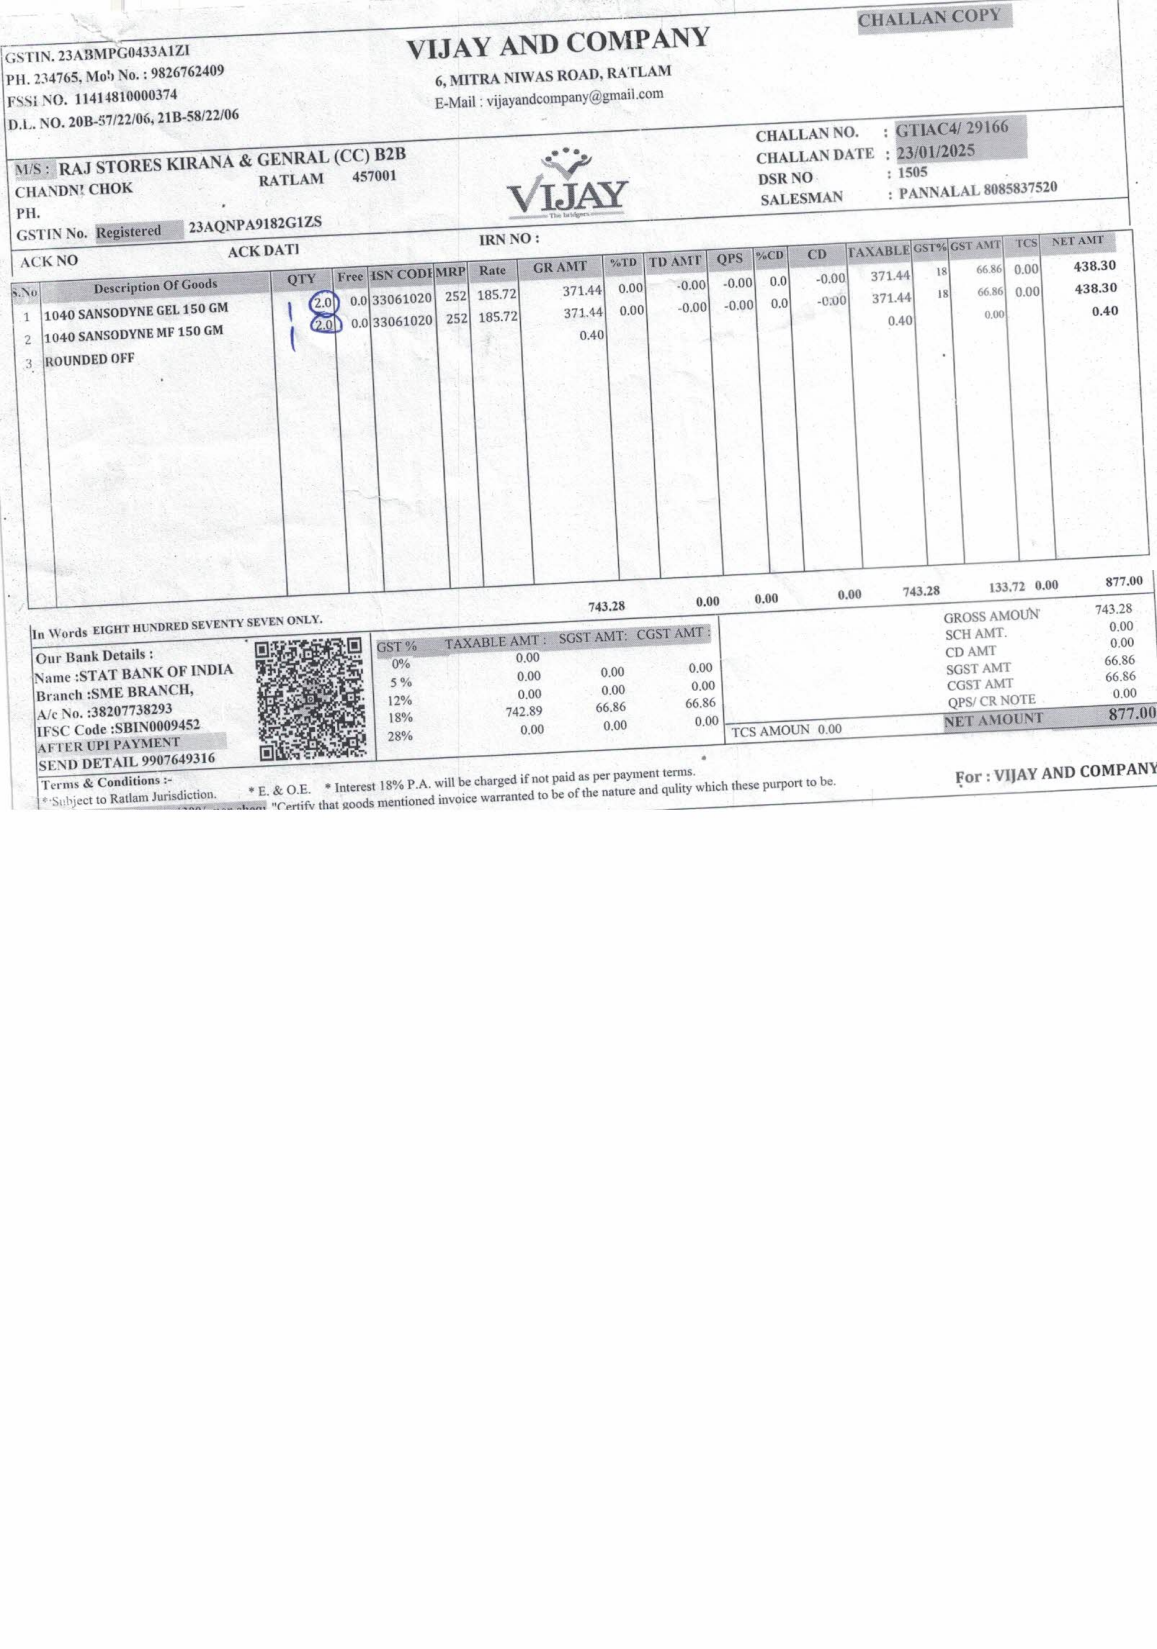 CHALLAN COPY
GSTIN. 23ABMPG0433A1ZI
VIJAY AND COMPANY
PH. 234765, Mob No. : 9826762409
6, MITRA NIWAS ROAD, RATLAM
FSSI NO. 11414810000374
E-Mail : vijayandcompany@gmail.com
D.L. NO. 20B-57/22/06, 21B-58/22/06
M/S : RAJ STORES KIRANA & GENRAL (CC) B2B
CHANDNI CHOK RATLAM 457001
PH.
GSTIN No. Registered 23AQNPA9182G1ZS
VIJAY
The Bridgers
CHALLAN NO. : GTIAC4/ 29166
CHALLAN DATE : 23/01/2025
DSR NO : 1505
SALESMAN : PANNALAL 8085837520
ACK NO ACK DATI IRN NO :
S.No Description Of Goods QTY Free ISN CODE MRP Rate GR AMT %TD TD AMT QPS %CD CD TAXABLE GST% GST AMT TCS NET AMT
1 1040 SANSODYNE GEL 150 GM 1 2.0 0.0 33061020 252 185.72 371.44 0.00 -0.00 -0.00 0.0 -0.00 371.44 18 66.86 0.00 438.30
2 1040 SANSODYNE MF 150 GM 1 2.0 0.0 33061020 252 185.72 371.44 0.00 -0.00 -0.00 0.0 -0.00 371.44 18 66.86 0.00 438.30
3 ROUNDED OFF 0.40 0.40 0.00 0.40
743.28 0.00 0.00 0.00 743.28 133.72 0.00 877.00
In Words EIGHT HUNDRED SEVENTY SEVEN ONLY.
Our Bank Details :
Name :STAT BANK OF INDIA
Branch :SME BRANCH,
A/c No. :38207738293
IFSC Code :SBIN0009452
AFTER UPI PAYMENT
SEND DETAIL 9907649316
GST % TAXABLE AMT : SGST AMT: CGST AMT :
0% 0.00
5 % 0.00 0.00 0.00
12% 0.00 0.00 0.00
18% 742.89 66.86 66.86
28% 0.00 0.00 0.00
TCS AMOUN 0.00
GROSS AMOUN 743.28
SCH AMT. 0.00
CD AMT 0.00
SGST AMT 66.86
CGST AMT 66.86
QPS/ CR NOTE 0.00
NET AMOUNT 877.00
Terms & Conditions :-
* Subject to Ratlam Jurisdiction. * E. & O.E. * Interest 18% P.A. will be charged if not paid as per payment terms.
"Certify that goods mentioned invoice warranted to be of the nature and qulity which these purport to be.
For : VIJAY AND COMPANY